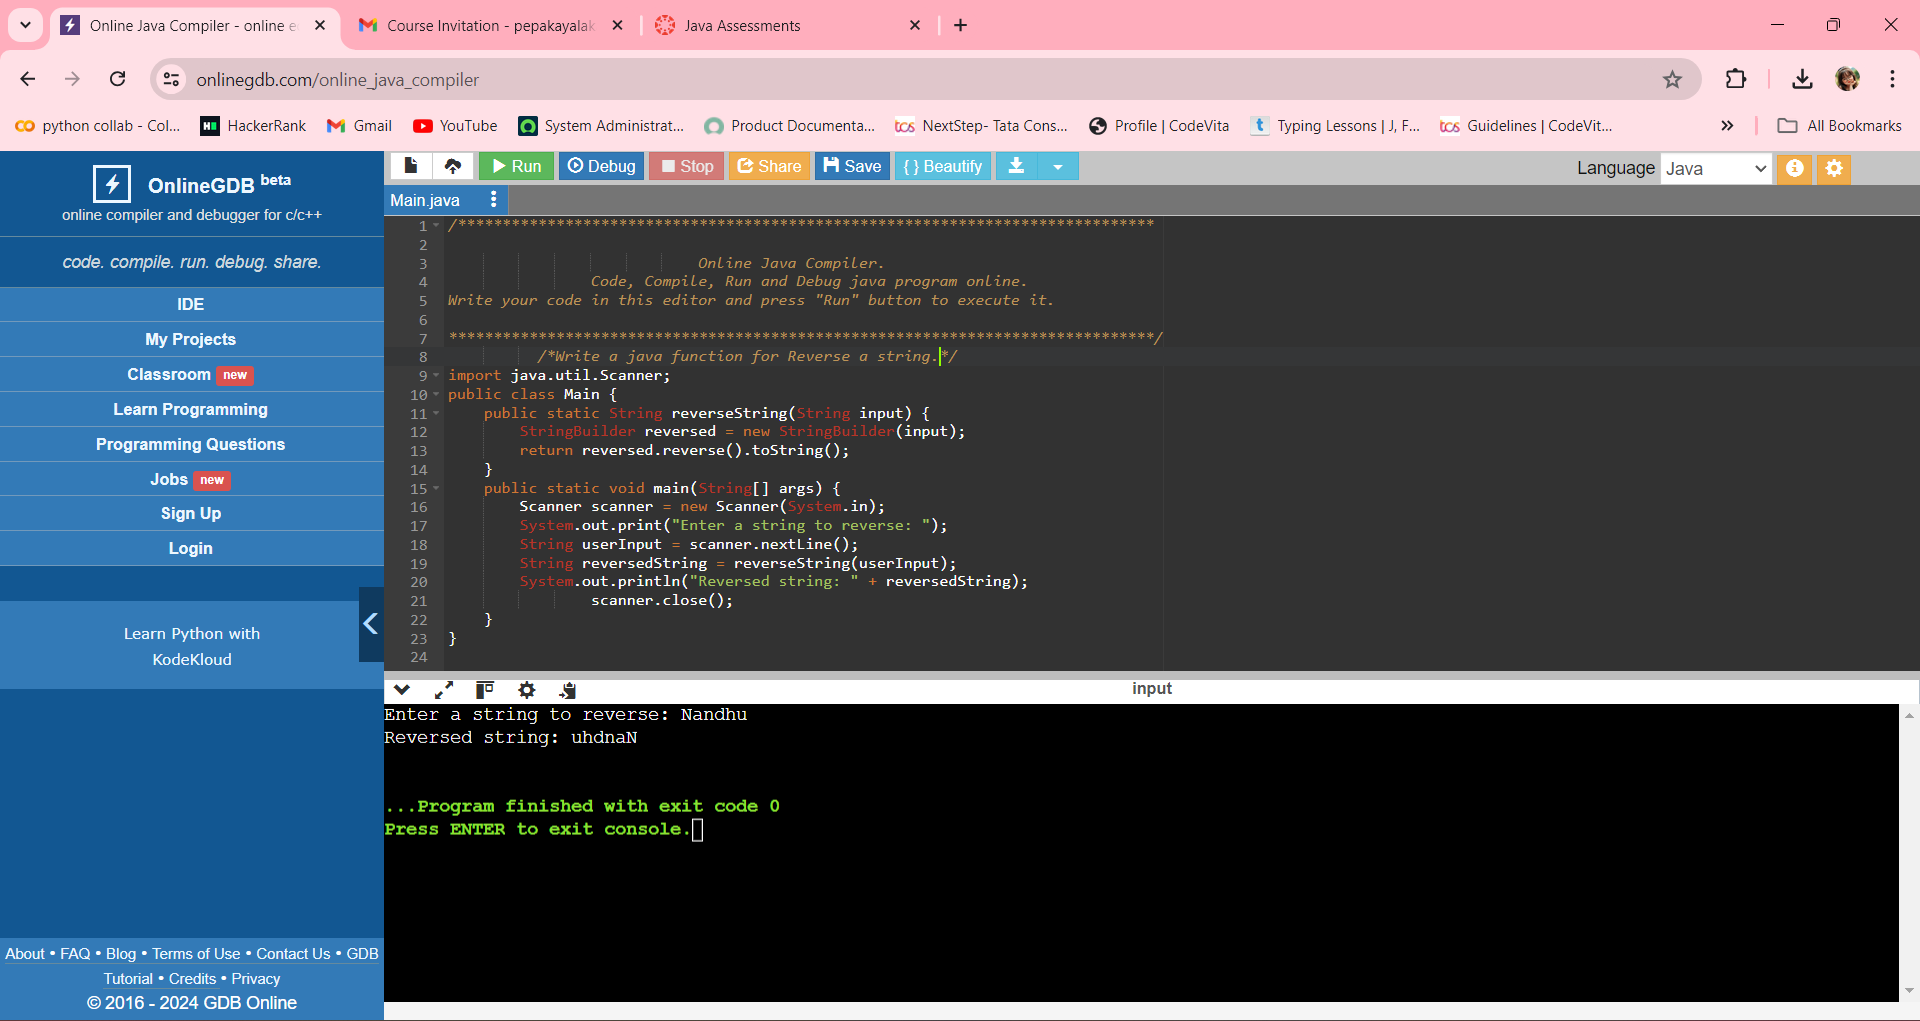 Online Java Compiler - online e
Course Invitation - pepakayalak
Java Assessments
onlinegdb.com/online_java_compiler
python collab - Col...
HackerRank
Gmail
YouTube
System Administrat...
Product Documenta...
NextStep- Tata Cons...
Profile | CodeVita
Typing Lessons | J, F...
Guidelines | CodeVit...
All Bookmarks
OnlineGDB beta
online compiler and debugger for c/c++
code. compile. run. debug. share.
IDE
My Projects
Classroom new
Learn Programming
Programming Questions
Jobs new
Sign Up
Login
Learn Python with
KodeKloud
About • FAQ • Blog • Terms of Use • Contact Us • GDB
Tutorial • Credits • Privacy
© 2016 - 2024 GDB Online
Run Debug Stop Share Save { } Beautify
Language Java
Main.java
1 /******************************************************************************
2
3 Online Java Compiler.
4 Code, Compile, Run and Debug java program online.
5 Write your code in this editor and press "Run" button to execute it.
6
7 *******************************************************************************/
8 /*Write a java function for Reverse a string.*/
9 import java.util.Scanner;
10 public class Main {
11 public static String reverseString(String input) {
12 StringBuilder reversed = new StringBuilder(input);
13 return reversed.reverse().toString();
14 }
15 public static void main(String[] args) {
16 Scanner scanner = new Scanner(System.in);
17 System.out.print("Enter a string to reverse: ");
18 String userInput = scanner.nextLine();
19 String reversedString = reverseString(userInput);
20 System.out.println("Reversed string: " + reversedString);
21 scanner.close();
22 }
23 }
24
input
Enter a string to reverse: Nandhu
Reversed string: uhdnaN
...Program finished with exit code 0
Press ENTER to exit console.